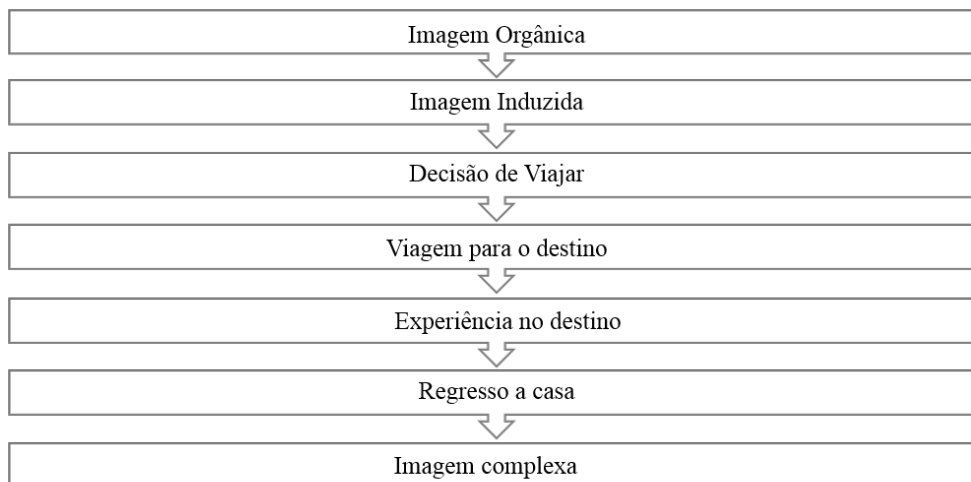 Imagem Orgânica
Imagem Induzida
Decisão de Viajar
Viagem para o destino
Experiência no destino
Regresso a casa
Imagem complexa